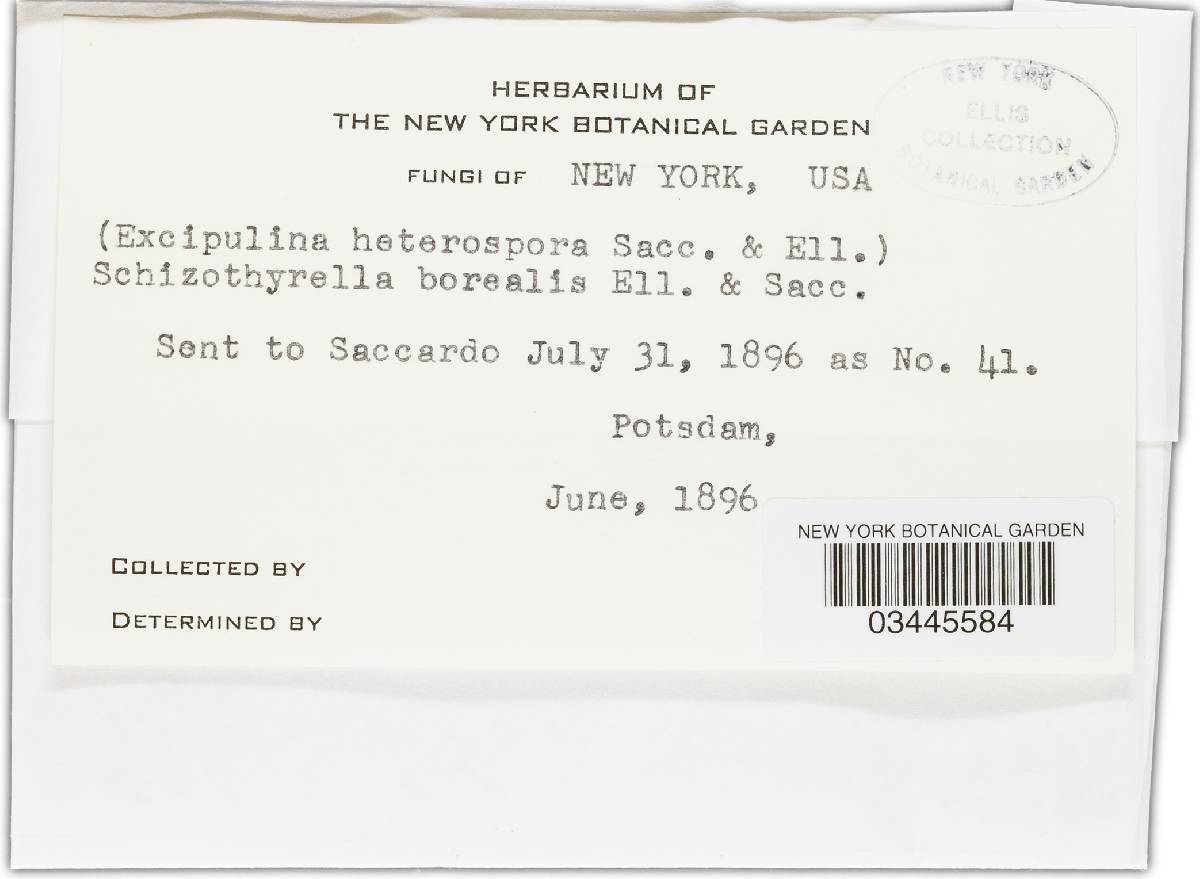 HERBARIUM OF
THE NEW YORK BOTANICAL GARDEN
FUNGI OF NEW YORK, USA
NEW YORK
ELLIS
COLLECTION
BOTANICAL GARDEN
(Excipulina heterospora Sacc. & Ell.)
Schizothyrella borealis Ell. & Sacc.
Sent to Saccardo July 31, 1896 as No. 41.
Potsdam,
June, 1896
COLLECTED BY
DETERMINED BY
NEW YORK BOTANICAL GARDEN
03445584